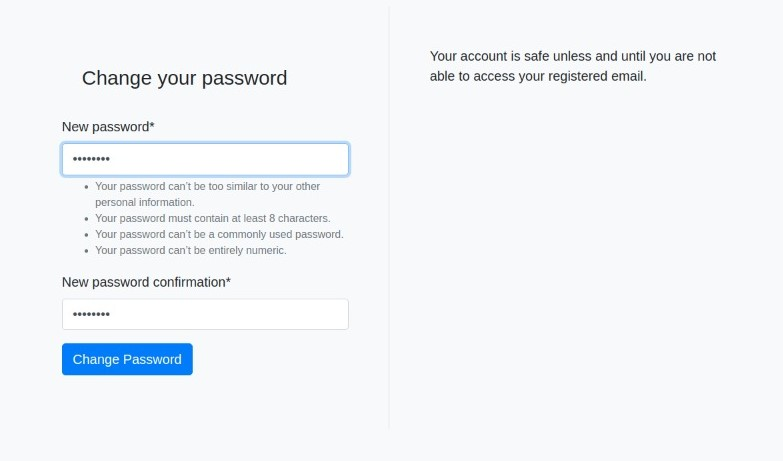 Change your password
New password*
••••••••
• Your password can't be too similar to your other
personal information.
• Your password must contain at least 8 characters.
• Your password can't be a commonly used password.
• Your password can't be entirely numeric.
New password confirmation*
••••••••
Change Password
Your account is safe unless and until you are not
able to access your registered email.